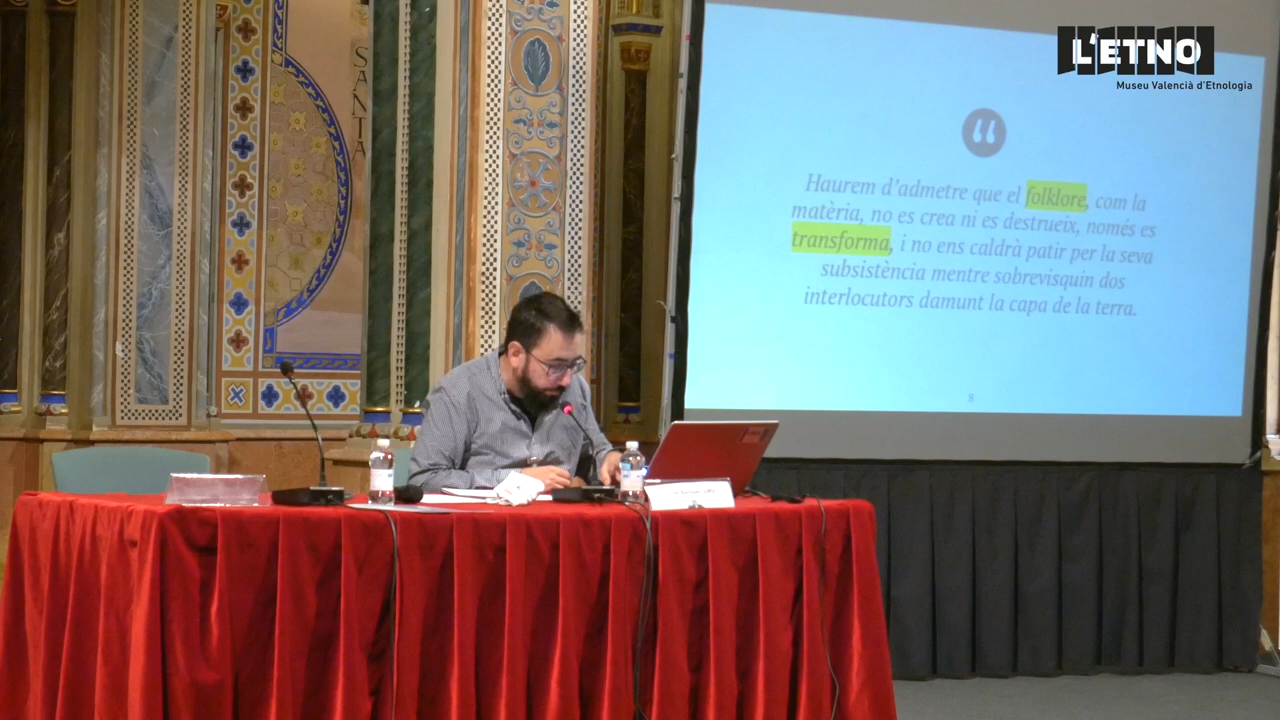 L'ETNO
Museu Valencià d'Etnologia
SANTA
“
Haurem d'admetre que el folklore, com la
matèria, no es crea ni es destrueix, només es
transforma, i no ens caldrà patir per la seva
subsistència mentre sobrevisquin dos
interlocutors damunt la capa de la terra.
8